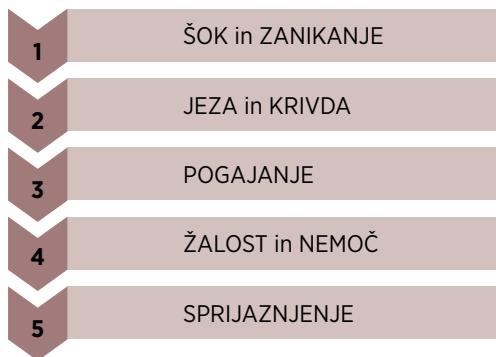 1 ŠOK in ZANIKANJE
2 JEZA in KRIVDA
3 POGAJANJE
4 ŽALOST in NEMOČ
5 SPRIJAZNJENJE